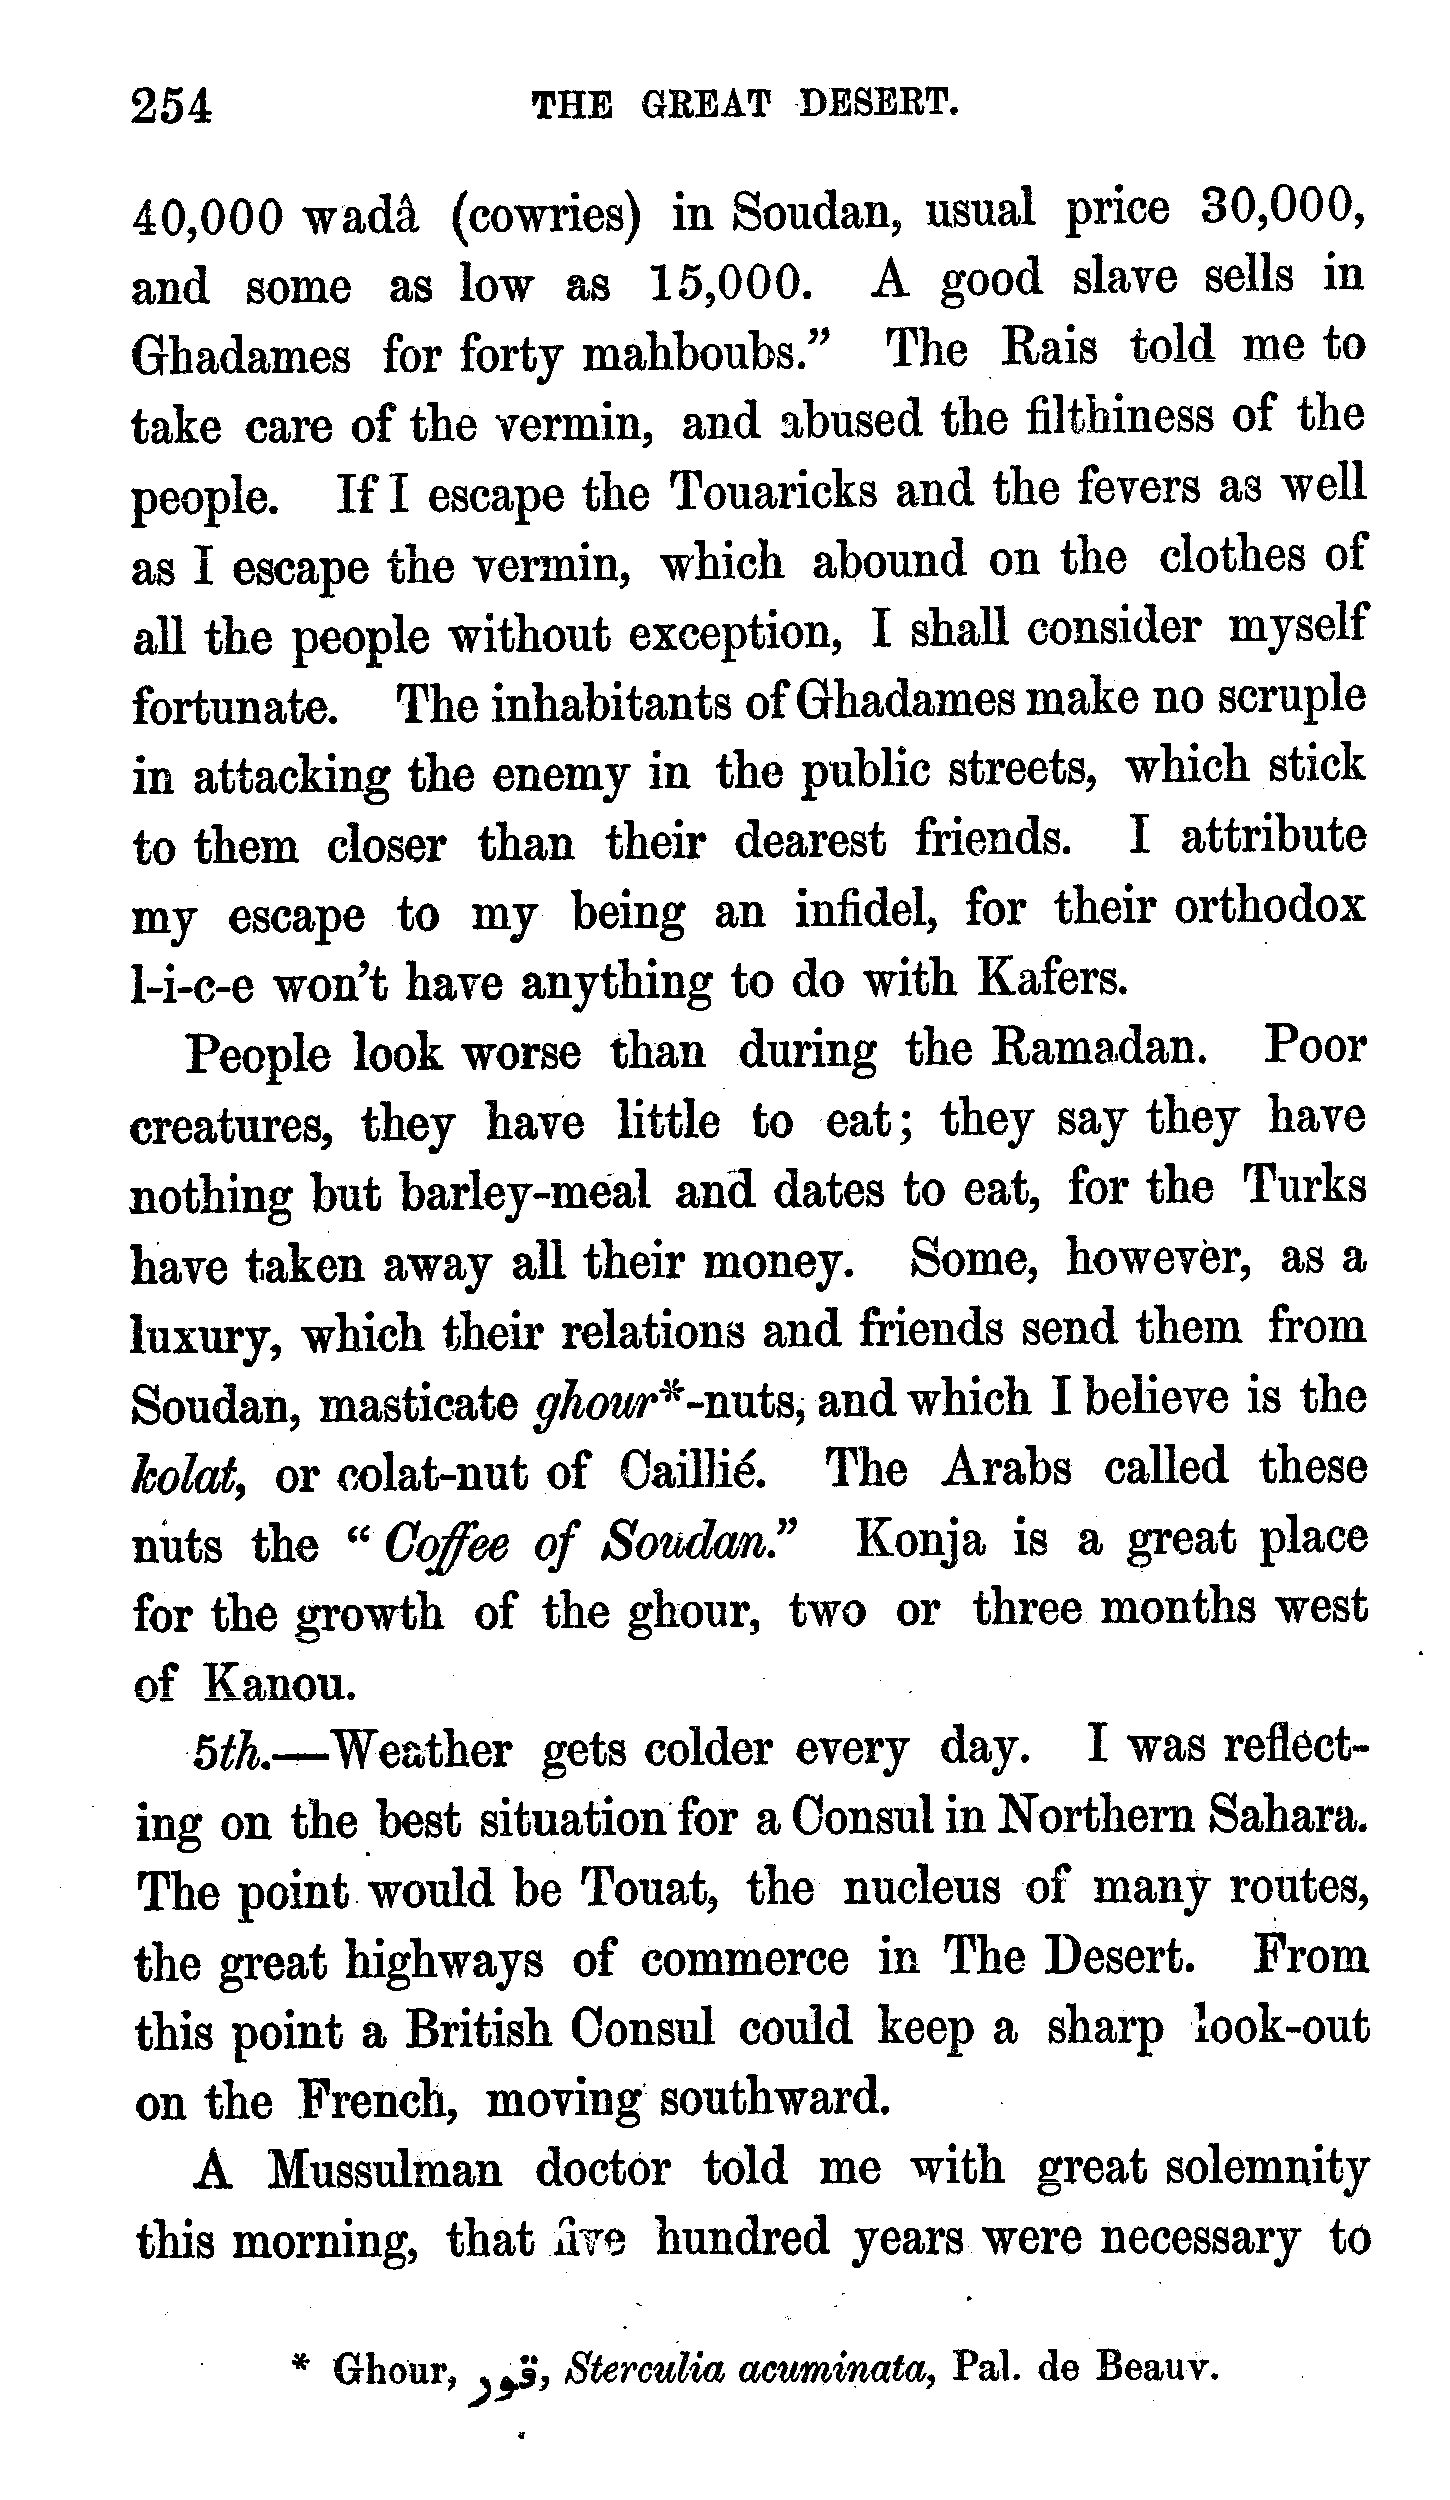 254 THE GREAT DESERT.
40,000 wadâ (cowries) in Soudan, usual price 30,000,
and some as low as 15,000. A good slave sells in
Ghadames for forty mahboubs.” The Rais told me to
take care of the vermin, and abused the filthiness of the
people. If I escape the Touaricks and the fevers as well
as I escape the vermin, which abound on the clothes of
all the people without exception, I shall consider myself
fortunate. The inhabitants of Ghadames make no scruple
in attacking the enemy in the public streets, which stick
to them closer than their dearest friends. I attribute
my escape to my being an infidel, for their orthodox
l-i-c-e won't have anything to do with Kafers.
People look worse than during the Ramadan. Poor
creatures, they have little to eat; they say they have
nothing but barley-meal and dates to eat, for the Turks
have taken away all their money. Some, however, as a
luxury, which their relations and friends send them from
Soudan, masticate ghour*-nuts, and which I believe is the
kolat, or colat-nut of Caillié. The Arabs called these
nuts the “Coffee of Soudan.” Konja is a great place
for the growth of the ghour, two or three months west
of Kanou.
5th.—Weather gets colder every day. I was reflect-
ing on the best situation for a Consul in Northern Sahara.
The point would be Touat, the nucleus of many routes,
the great highways of commerce in The Desert. From
this point a British Consul could keep a sharp look-out
on the French, moving southward.
A Mussulman doctor told me with great solemnity
this morning, that five hundred years were necessary to
* Ghour, قور, Sterculia acuminata, Pal. de Beauv.